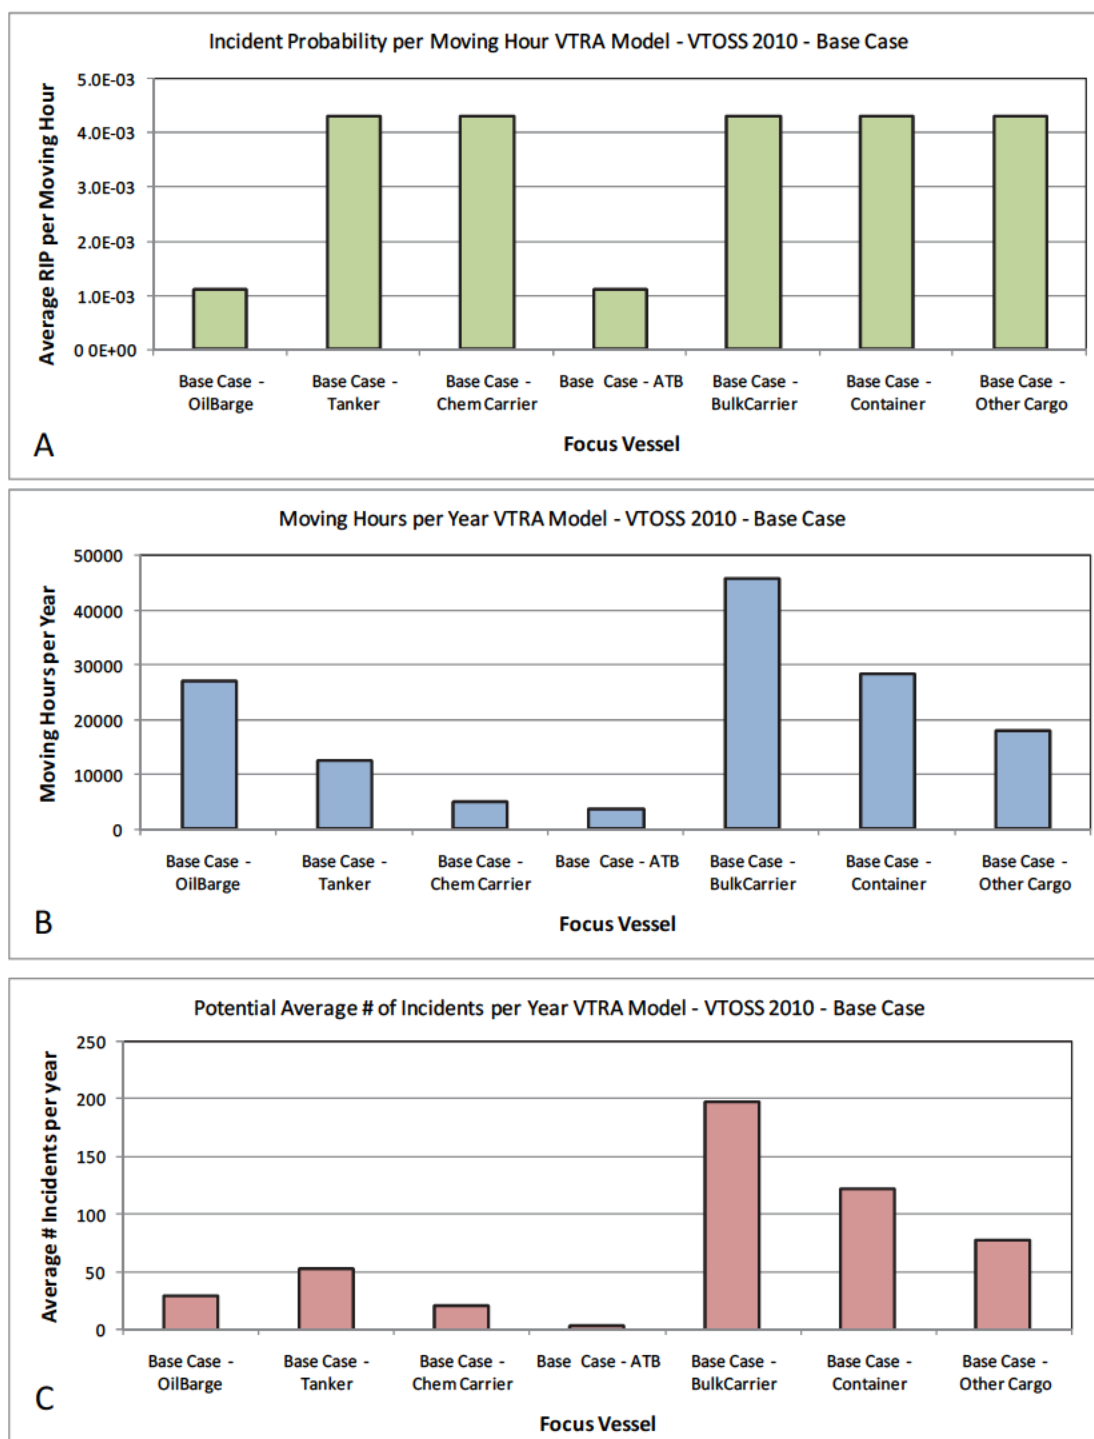 Incident Probability per Moving Hour VTRA Model - VTOSS 2010 - Base Case
Average RIP per Moving Hour
5.0E-03
4.0E-03
3.0E-03
2.0E-03
1.0E-03
0 0E+00
Base Case - OilBarge
Base Case - Tanker
Base Case - Chem Carrier
Base Case - ATB
Base Case - BulkCarrier
Base Case - Container
Base Case - Other Cargo
Focus Vessel
A
Moving Hours per Year VTRA Model - VTOSS 2010 - Base Case
Moving Hours per Year
50000
40000
30000
20000
10000
0
Base Case - OilBarge
Base Case - Tanker
Base Case - Chem Carrier
Base Case - ATB
Base Case - BulkCarrier
Base Case - Container
Base Case - Other Cargo
Focus Vessel
B
Potential Average # of Incidents per Year VTRA Model - VTOSS 2010 - Base Case
Average # Incidents per year
250
200
150
100
50
0
Base Case - OilBarge
Base Case - Tanker
Base Case - Chem Carrier
Base Case - ATB
Base Case - BulkCarrier
Base Case - Container
Base Case - Other Cargo
Focus Vessel
C